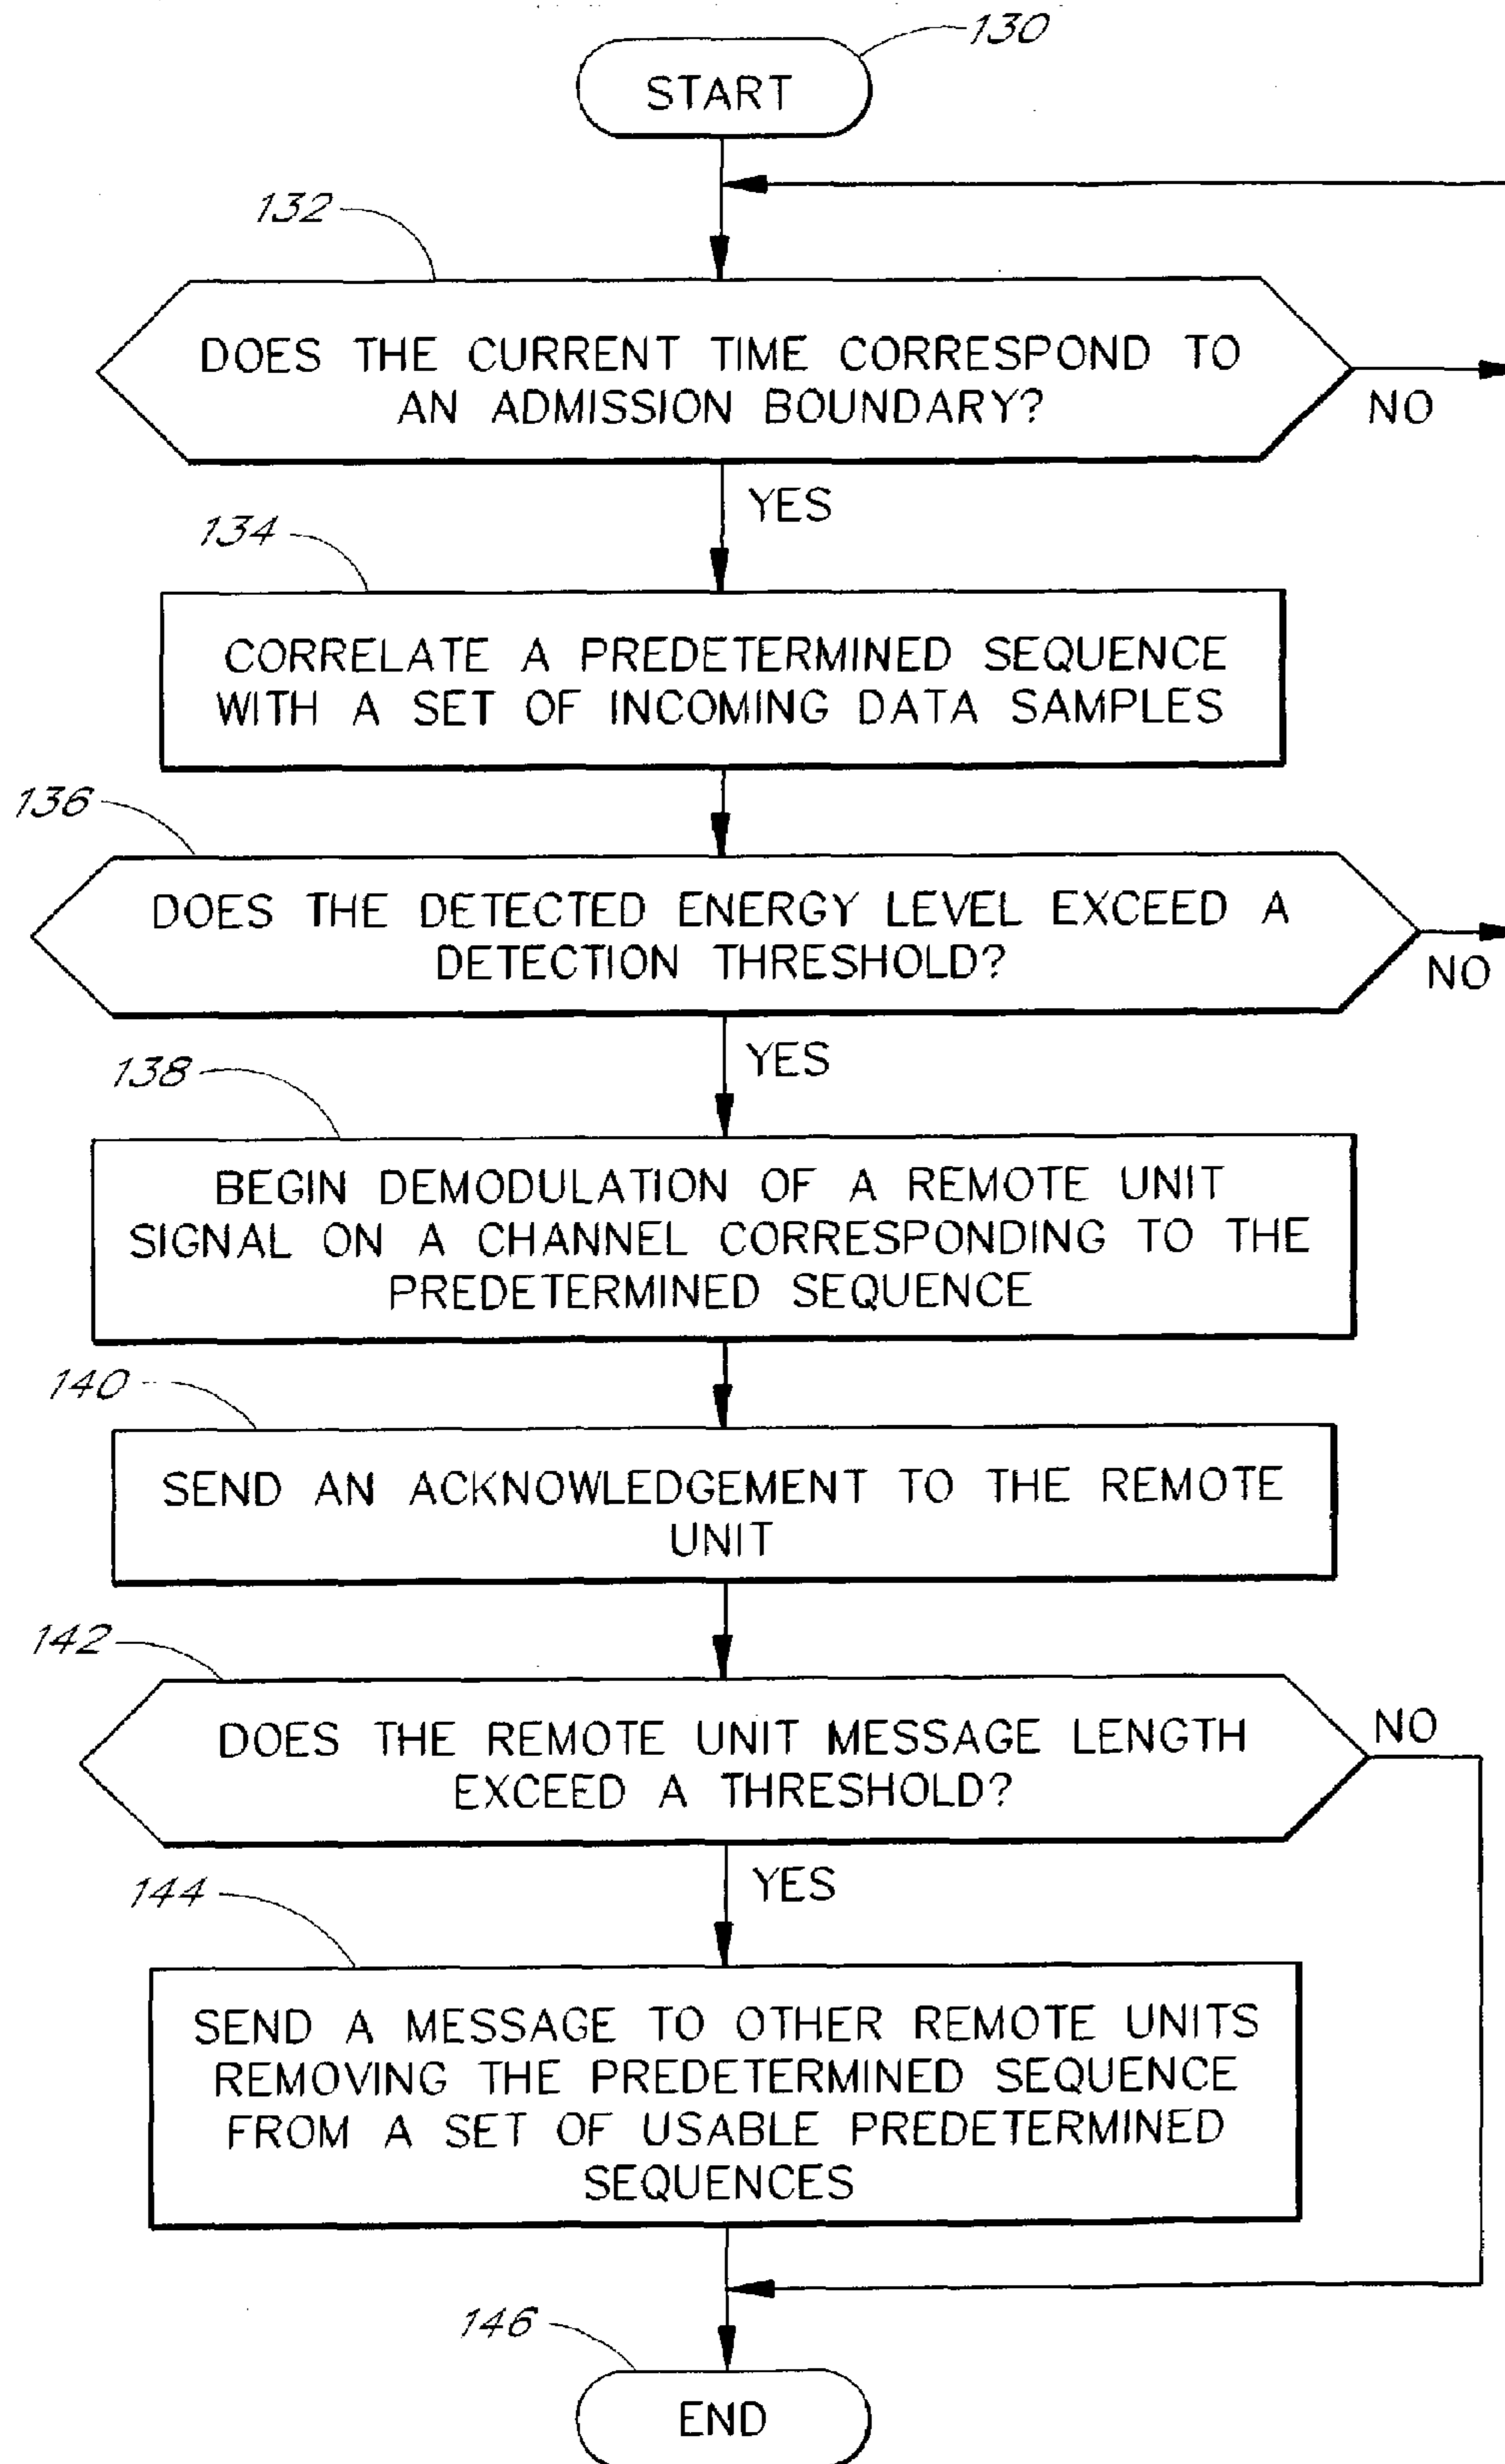 130
START
132
DOES THE CURRENT TIME CORRESPOND TO
AN ADMISSION BOUNDARY?
NO
YES
134
CORRELATE A PREDETERMINED SEQUENCE
WITH A SET OF INCOMING DATA SAMPLES
136
DOES THE DETECTED ENERGY LEVEL EXCEED A
DETECTION THRESHOLD?
NO
YES
138
BEGIN DEMODULATION OF A REMOTE UNIT
SIGNAL ON A CHANNEL CORRESPONDING TO THE
PREDETERMINED SEQUENCE
140
SEND AN ACKNOWLEDGEMENT TO THE REMOTE
UNIT
142
DOES THE REMOTE UNIT MESSAGE LENGTH
EXCEED A THRESHOLD?
NO
YES
144
SEND A MESSAGE TO OTHER REMOTE UNITS
REMOVING THE PREDETERMINED SEQUENCE
FROM A SET OF USABLE PREDETERMINED
SEQUENCES
146
END